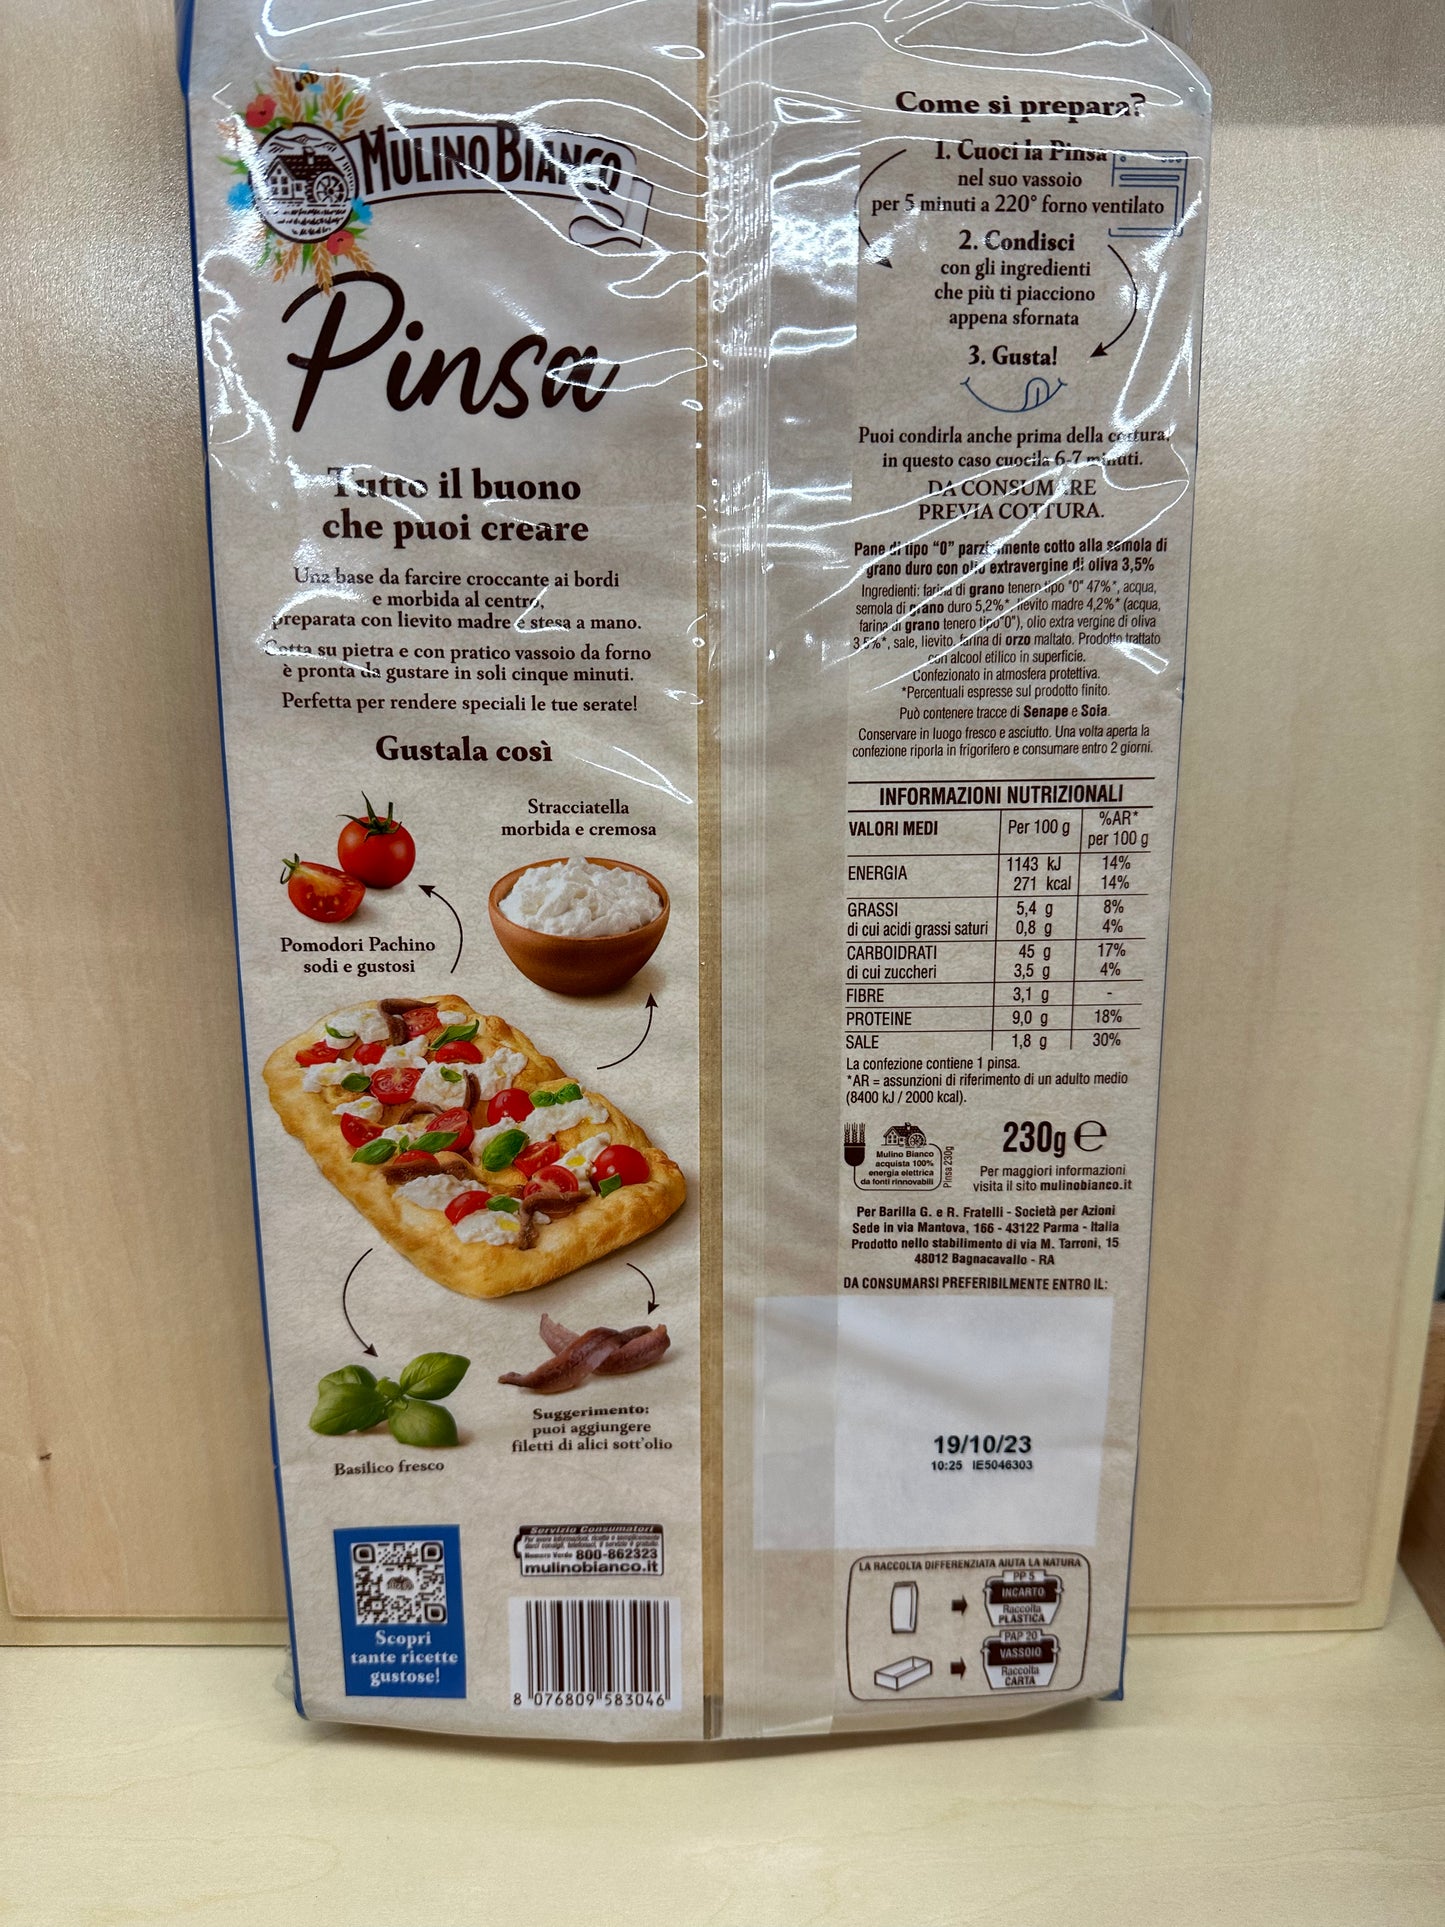 MULINO BIANCO
Pinsa
Tutto il buono
che puoi creare
Una base da farcire croccante ai bordi
e morbida al centro,
preparata con lievito madre e stesa a mano.
Cotta su pietra e con pratico vassoio da forno
è pronta da gustare in soli cinque minuti.
Perfetta per rendere speciali le tue serate!
Gustala così
Stracciatella
morbida e cremosa
Pomodori Pachino
sodi e gustosi
Suggerimento:
puoi aggiungere
filetti di alici sott'olio
Basilico fresco
Scopri
tante ricette
gustose!
Servizio Consumatori
Numero Verde 800-862323
mulinobianco.it
8 076809 583046
Come si prepara?
1. Cuoci la Pinsa
nel suo vassoio
per 5 minuti a 220° forno ventilato
2. Condisci
con gli ingredienti
che più ti piacciono
appena sfornata
3. Gusta!
Puoi condirla anche prima della cottura,
in questo caso cuocila 6-7 minuti.
DA CONSUMARE
PREVIA COTTURA.
Pane di tipo "0" parzialmente cotto alla semola di
grano duro con olio extravergine di oliva 3,5%
Ingredienti: farina di grano tenero tipo "0" 47%*, acqua,
semola di grano duro 5,2%*, lievito madre 4,2%* (acqua,
farina di grano tenero tipo "0"), olio extra vergine di oliva
3,5%*, sale, lievito, farina di orzo maltato. Prodotto trattato
con alcool etilico in superficie.
Confezionato in atmosfera protettiva.
*Percentuali espresse sul prodotto finito.
Può contenere tracce di Senape e Soia.
Conservare in luogo fresco e asciutto. Una volta aperta la
confezione riporla in frigorifero e consumare entro 2 giorni.
INFORMAZIONI NUTRIZIONALI
VALORI MEDI Per 100 g %AR* per 100 g
ENERGIA 1143 kJ 14%
271 kcal 14%
GRASSI 5,4 g 8%
di cui acidi grassi saturi 0,8 g 4%
CARBOIDRATI 45 g 17%
di cui zuccheri 3,5 g 4%
FIBRE 3,1 g -
PROTEINE 9,0 g 18%
SALE 1,8 g 30%
La confezione contiene 1 pinsa.
*AR = assunzioni di riferimento di un adulto medio
(8400 kJ / 2000 kcal).
Mulino Bianco
acquista 100%
energia elettrica
da fonti rinnovabili
Pinsa 230g
230g e
Per maggiori informazioni
visita il sito mulinobianco.it
Per Barilla G. e R. Fratelli - Società per Azioni
Sede in via Mantova, 166 - 43122 Parma - Italia
Prodotto nello stabilimento di via M. Tarroni, 15
48012 Bagnacavallo - RA
DA CONSUMARSI PREFERIBILMENTE ENTRO IL:
19/10/23
10:25 IE5046303
LA RACCOLTA DIFFERENZIATA AIUTA LA NATURA
PP 5
INCARTO
Raccolta
PLASTICA
PAP 20
VASSOIO
Raccolta
CARTA